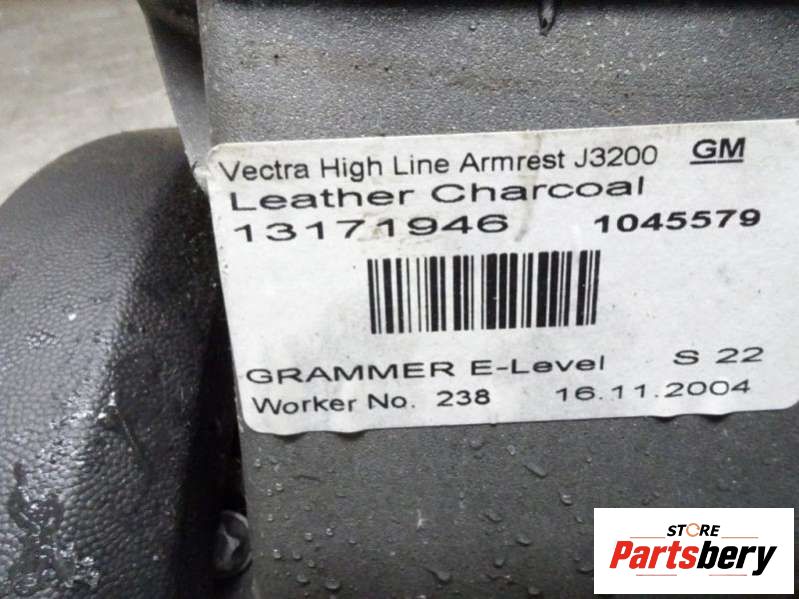 Vectra High Line Armrest J3200 GM
Leather Charcoal
13171946 1045579
GRAMMER E-Level S 22
Worker No. 238 16.11.2004
STORE
Partsbery